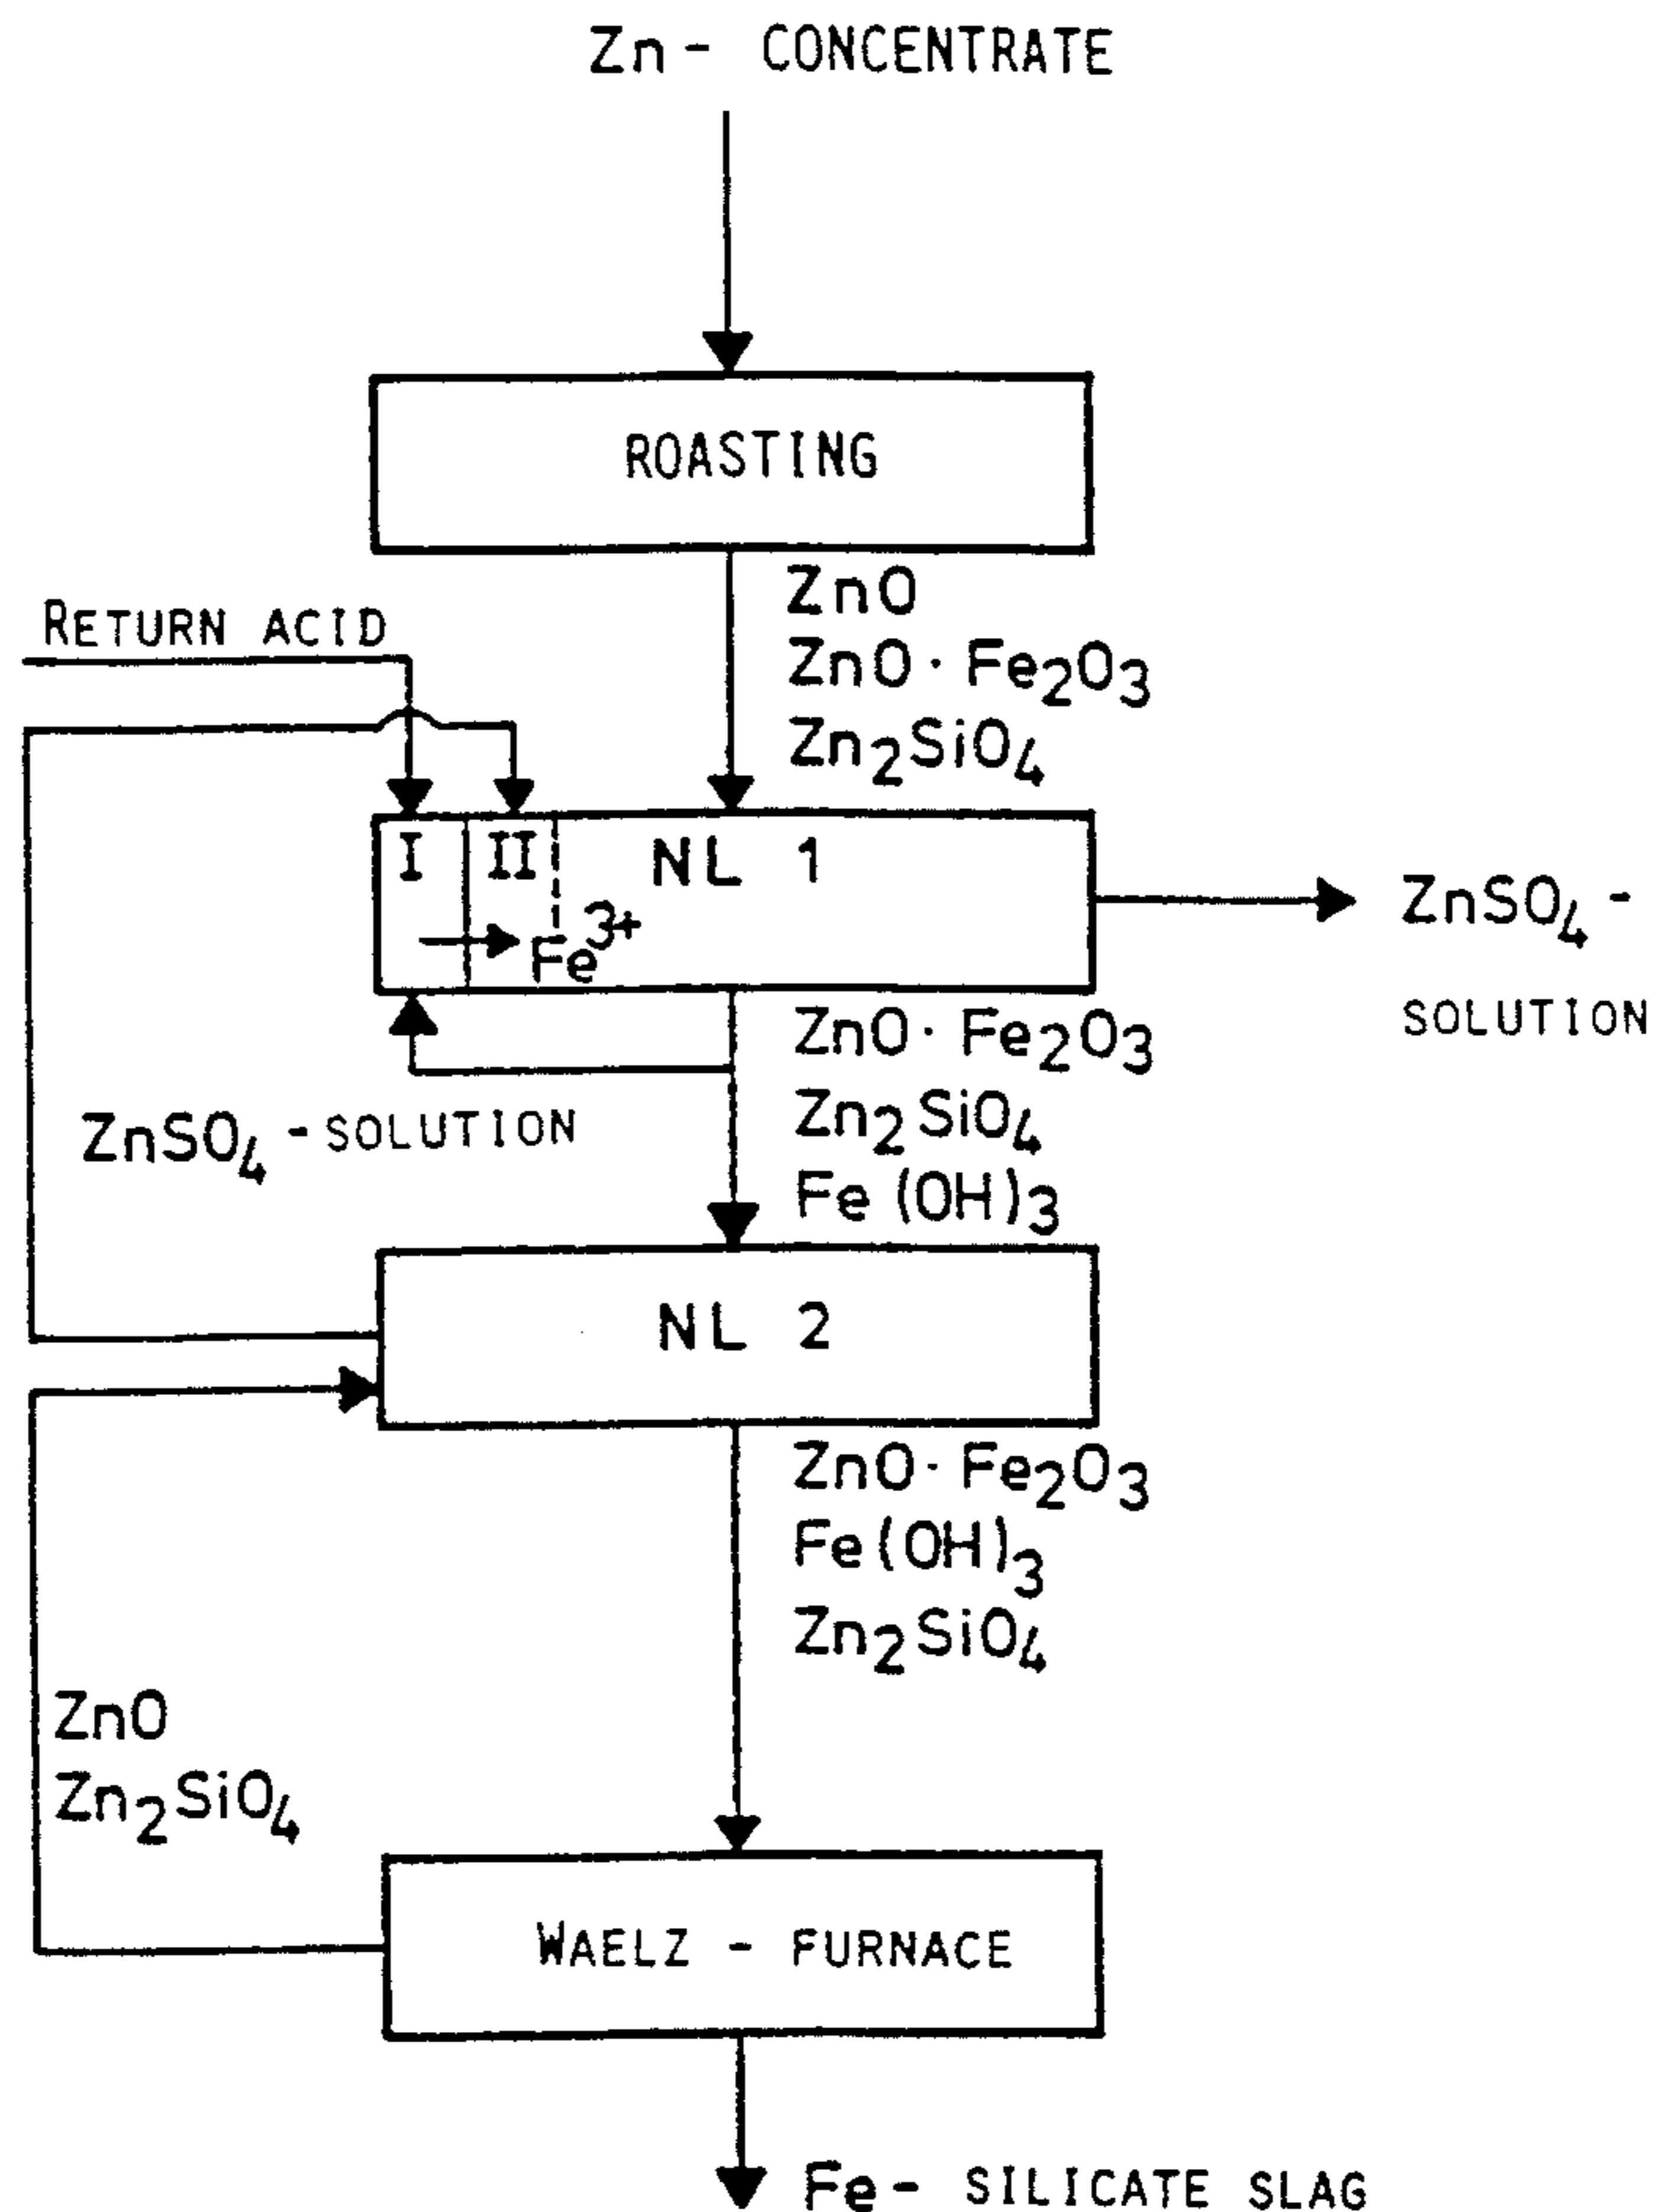 Zn - CONCENTRATE
ROASTING
ZnO
ZnO · Fe₂O₃
Zn₂SiO₄
RETURN ACID
I II NL 1
Fe³⁺
ZnSO₄ -
SOLUTION
ZnO · Fe₂O₃
Zn₂SiO₄
Fe (OH)₃
ZnSO₄ - SOLUTION
NL 2
ZnO · Fe₂O₃
Fe (OH)₃
Zn₂SiO₄
ZnO
Zn₂SiO₄
WAELZ - FURNACE
Fe - SILICATE SLAG